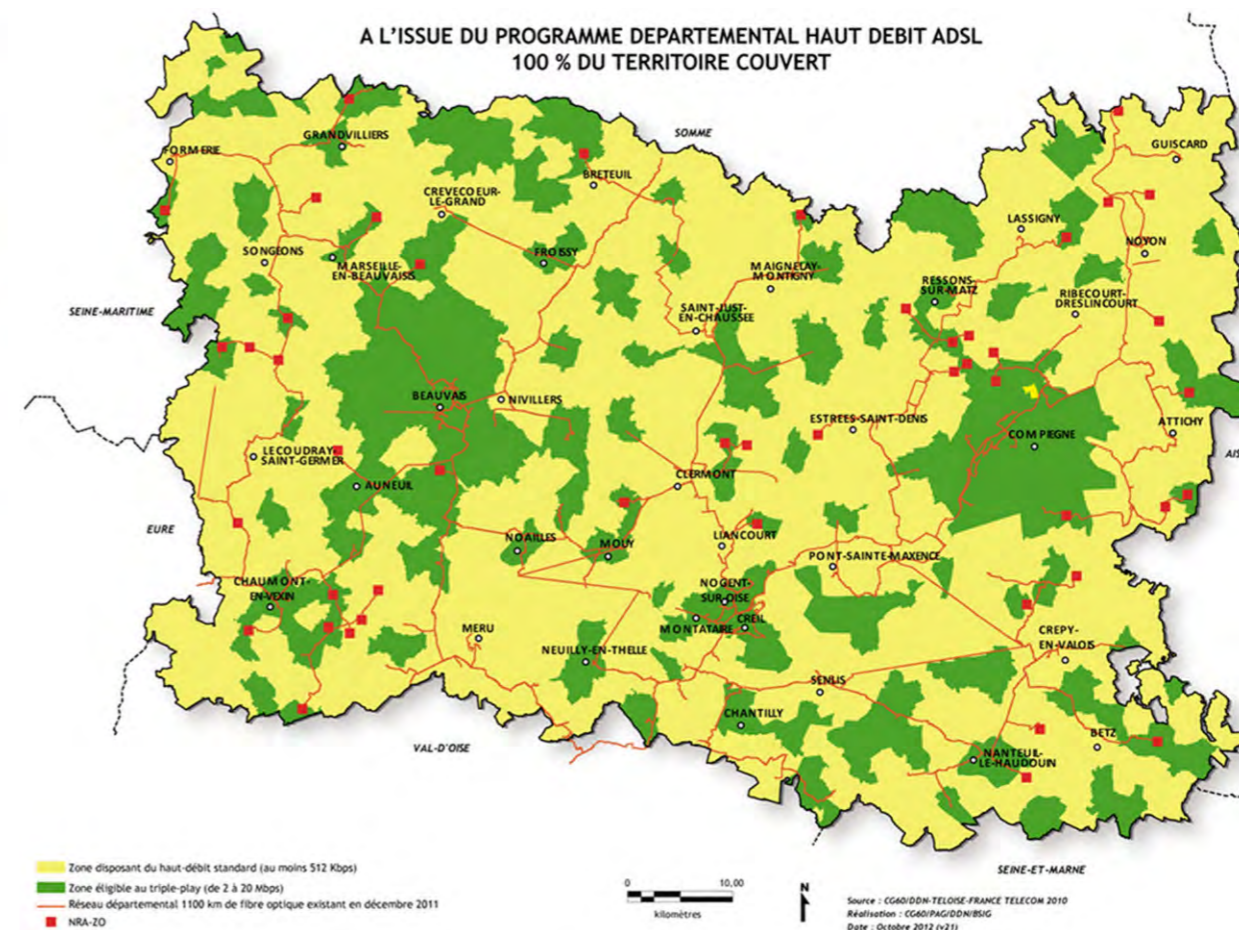 A L'ISSUE DU PROGRAMME DEPARTEMENTAL HAUT DEBIT ADSL
100 % DU TERRITOIRE COUVERT
SOMME
GRANDVILLIERS
FORMERIE
GUISCARD
BRETEUIL
CREVECOEUR-
LE-GRAND
LASSIGNY
NOYON
SONGEONS
MARSEILLE-
EN-BEAUVAISIS
FROISSY
MAIGNELAY-
MONTIGNY
RESSONS-
SUR-MATZ
RIBECOURT-
DRESLINCOURT
SEINE-MARITIME
SAINT-JUST-
EN-CHAUSSEE
BEAUVAIS
NIVILLERS
ESTREES-SAINT-DENIS
COMPIEGNE
ATTICHY
LECOUDRAY-
SAINT-GERMER
AIS
AUNEUIL
CLERMONT
EURE
NOAILLES
MOUY
LIANCOURT
PONT-SAINTE-MAXENCE
CHAUMONT-
EN-VEXIN
NOGENT-
SUR-OISE
MONTATAIRE
CREIL
MERU
CREPY-
EN-VALOIS
NEUILLY-EN-THELLE
SENLIS
CHANTILLY
BETZ
VAL-D'OISE
NANTEUIL-
LE-HAUDOUIN
SEINE-ET-MARNE
Zone disposant du haut-débit standard (au moins 512 Kbps)
Zone éligible au triple-play (de 2 à 20 Mbps)
Réseau départemental 1100 km de fibre optique existant en décembre 2011
NRA-ZO
0 10,00
kilomètres
N
Source : CG60/DDN-TELOISE-FRANCE TELECOM 2010
Réalisation : CG60/PAG/DDN/BSIG
Date : Octobre 2012 (v21)